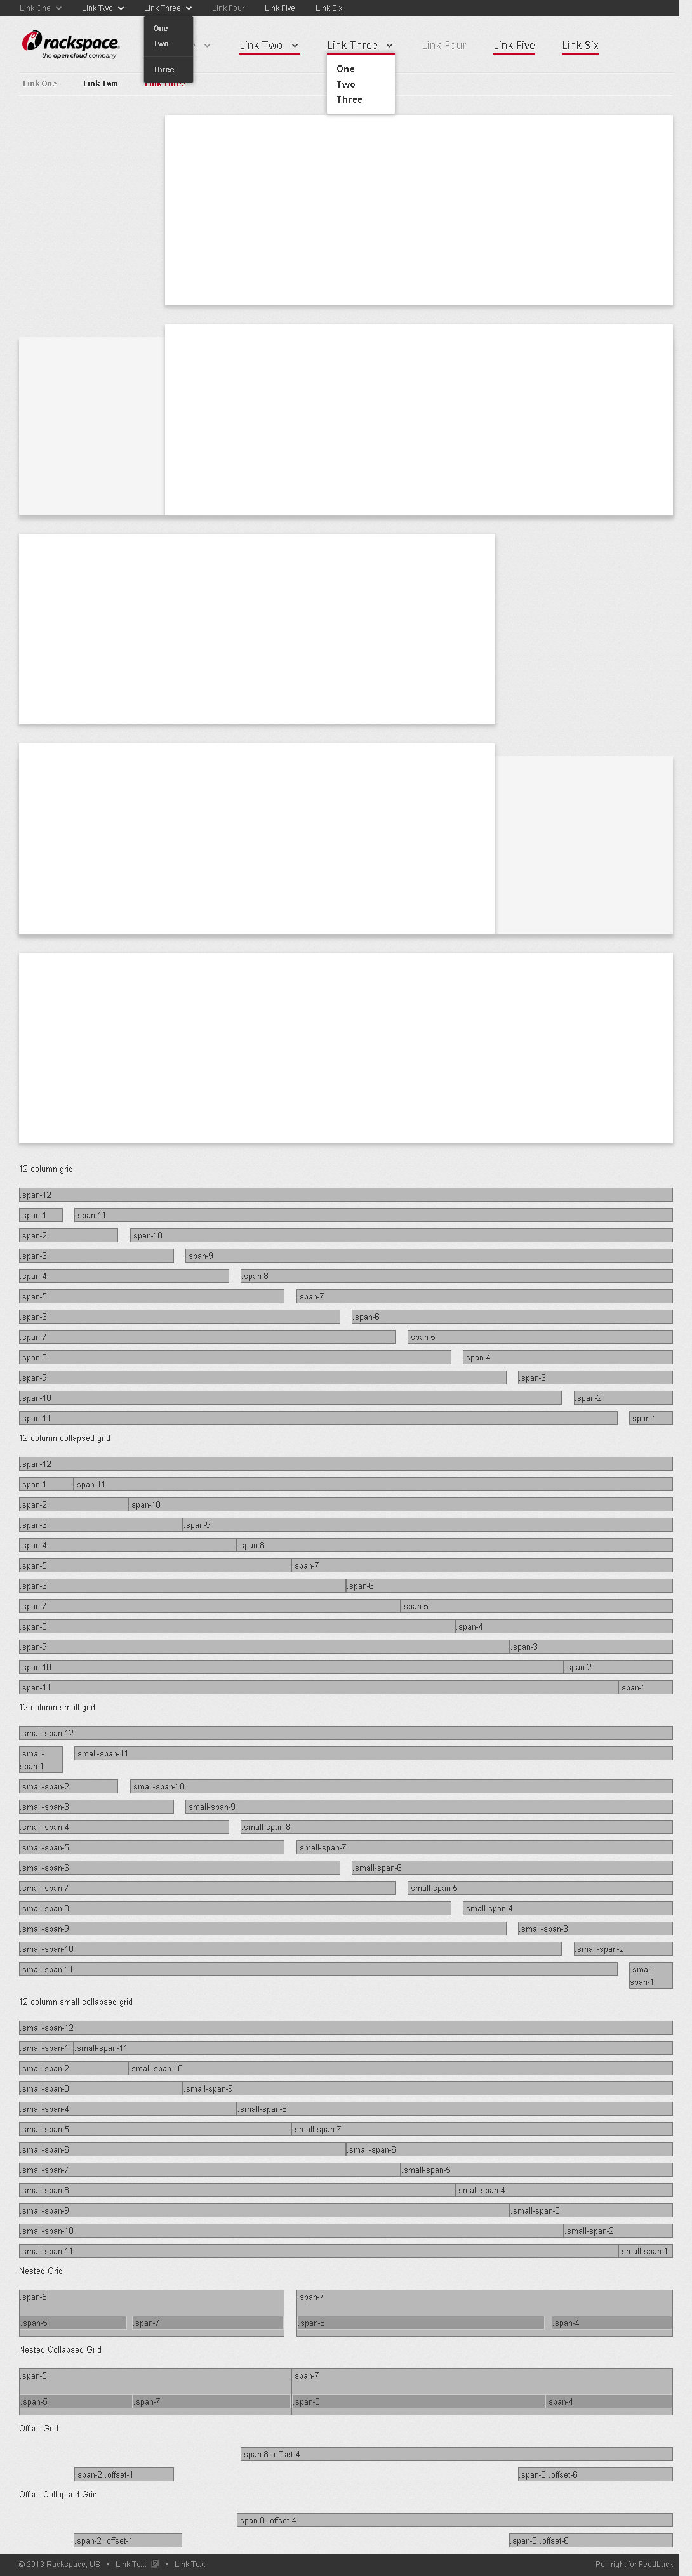 Link One Link Two Link Three Link Four Link Five Link Six
One
Two
Three
rackspace.
the open cloud company
Link Two Link Three Link Four Link Five Link Six
One
Two
Three
Link One Link Two Link Three
12 column grid
.span-12
.span-1 .span-11
.span-2 .span-10
.span-3 .span-9
.span-4 .span-8
.span-5 .span-7
.span-6 .span-6
.span-7 .span-5
.span-8 .span-4
.span-9 .span-3
.span-10 .span-2
.span-11 .span-1
12 column collapsed grid
.span-12
.span-1 .span-11
.span-2 .span-10
.span-3 .span-9
.span-4 .span-8
.span-5 .span-7
.span-6 .span-6
.span-7 .span-5
.span-8 .span-4
.span-9 .span-3
.span-10 .span-2
.span-11 .span-1
12 column small grid
.small-span-12
.small-span-1 .small-span-11
.small-span-2 .small-span-10
.small-span-3 .small-span-9
.small-span-4 .small-span-8
.small-span-5 .small-span-7
.small-span-6 .small-span-6
.small-span-7 .small-span-5
.small-span-8 .small-span-4
.small-span-9 .small-span-3
.small-span-10 .small-span-2
.small-span-11 .small-span-1
12 column small collapsed grid
.small-span-12
.small-span-1 .small-span-11
.small-span-2 .small-span-10
.small-span-3 .small-span-9
.small-span-4 .small-span-8
.small-span-5 .small-span-7
.small-span-6 .small-span-6
.small-span-7 .small-span-5
.small-span-8 .small-span-4
.small-span-9 .small-span-3
.small-span-10 .small-span-2
.small-span-11 .small-span-1
Nested Grid
.span-5 .span-7
.span-5 .span-7 .span-8 .span-4
Nested Collapsed Grid
.span-5 .span-7
.span-5 .span-7 .span-8 .span-4
Offset Grid
.span-8 .offset-4
.span-2 .offset-1 .span-3 .offset-6
Offset Collapsed Grid
.span-8 .offset-4
.span-2 .offset-1 .span-3 .offset-6
© 2013 Rackspace, US • Link Text • Link Text Pull right for Feedback